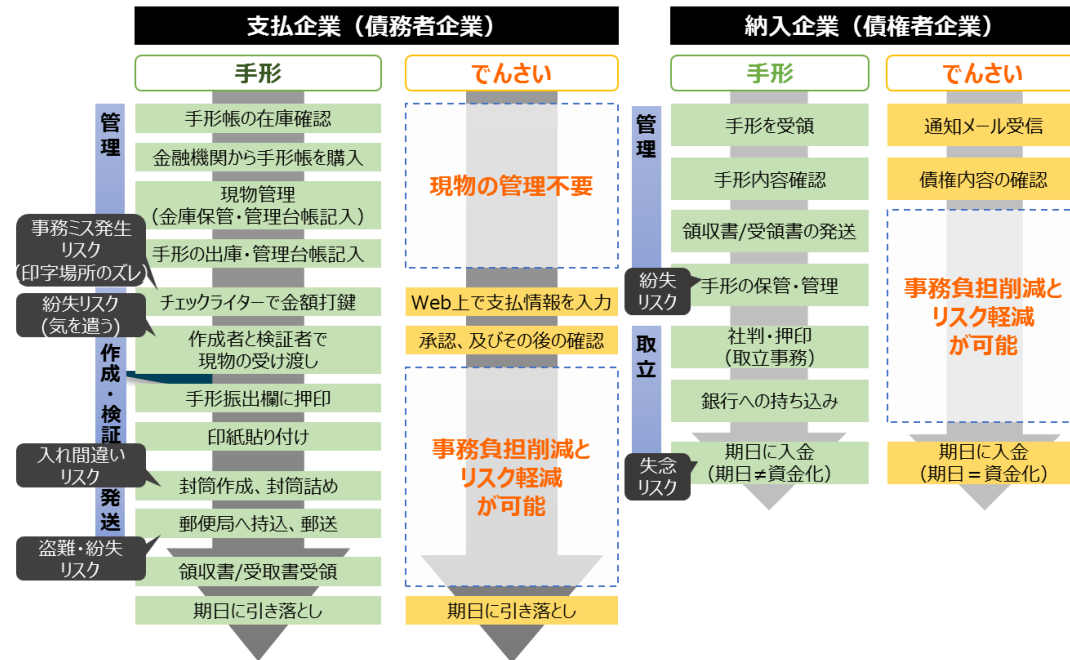 支払企業（債務者企業）
手形
でんさい
管
理
手形帳の在庫確認
金融機関から手形帳を購入
現物管理
（金庫保管・管理台帳記入）
手形の出庫・管理台帳記入
事務ミス発生
リスク
(印字場所のズレ)
チェックライターで金額打鍵
紛失リスク
(気を遣う)
作成者と検証者で
現物の受け渡し
作
成
・
検
証
手形振出欄に押印
印紙貼り付け
入れ間違い
リスク
封筒作成、封筒詰め
発
送
郵便局へ持込、郵送
盗難・紛失
リスク
領収書/受取書受領
期日に引き落とし
現物の管理不要
Web上で支払情報を入力
承認、及びその後の確認
事務負担削減と
リスク軽減
が可能
期日に引き落とし
納入企業（債権者企業）
手形
でんさい
管
理
手形を受領
手形内容確認
領収書/受領書の発送
紛失
リスク
手形の保管・管理
取
立
社判・押印
(取立事務)
銀行への持ち込み
失念
リスク
期日に入金
(期日≠資金化)
通知メール受信
債権内容の確認
事務負担削減と
リスク軽減
が可能
期日に入金
(期日＝資金化)